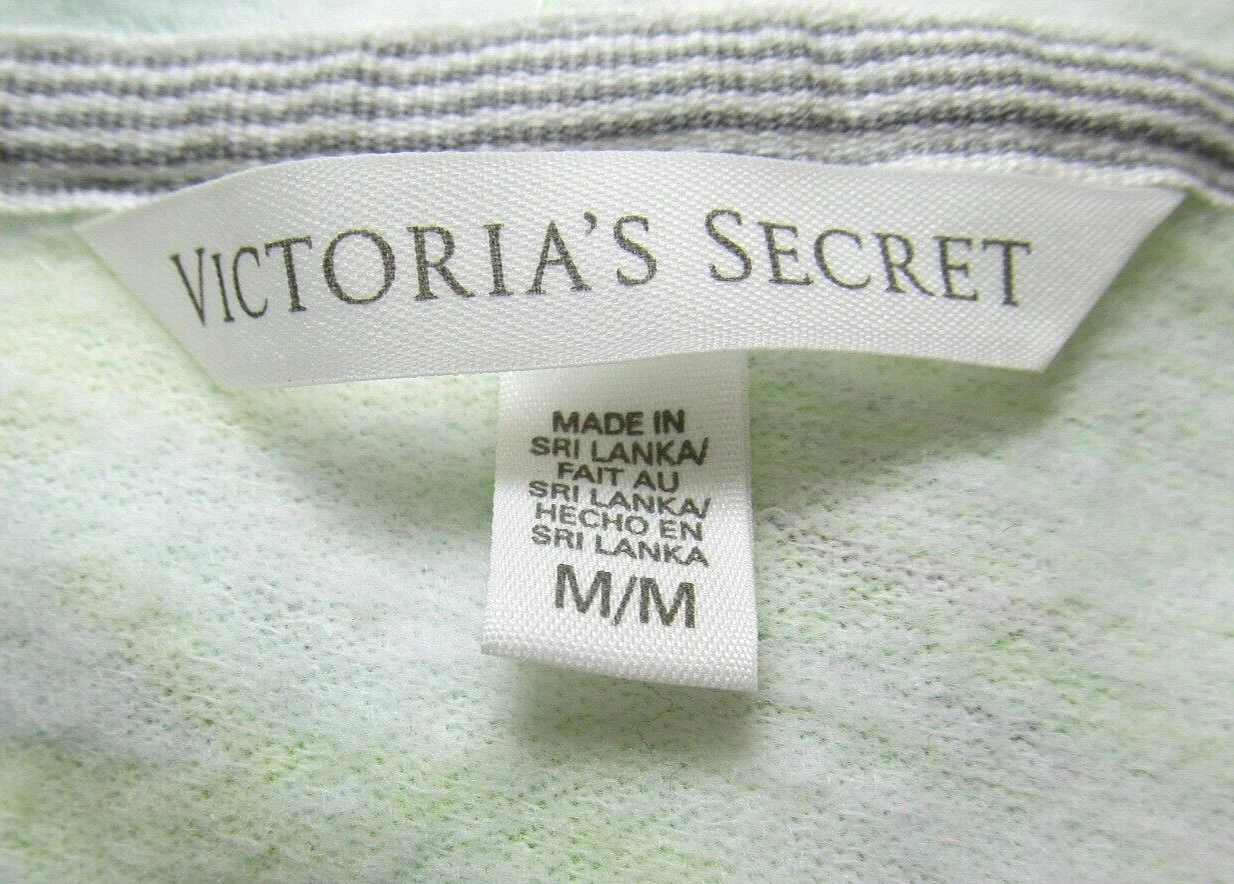 VICTORIA'S SECRET
MADE IN
SRI LANKA/
FAIT AU
SRI LANKA/
HECHO EN
SRI LANKA
M/M